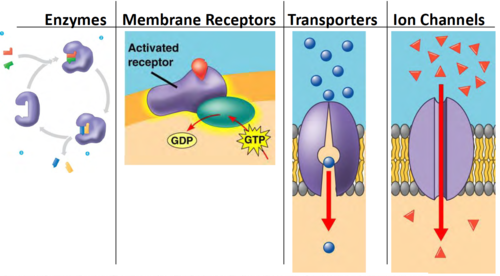 Enzymes
Membrane Receptors
Transporters
Ion Channels
Activated
receptor
GDP
GTP